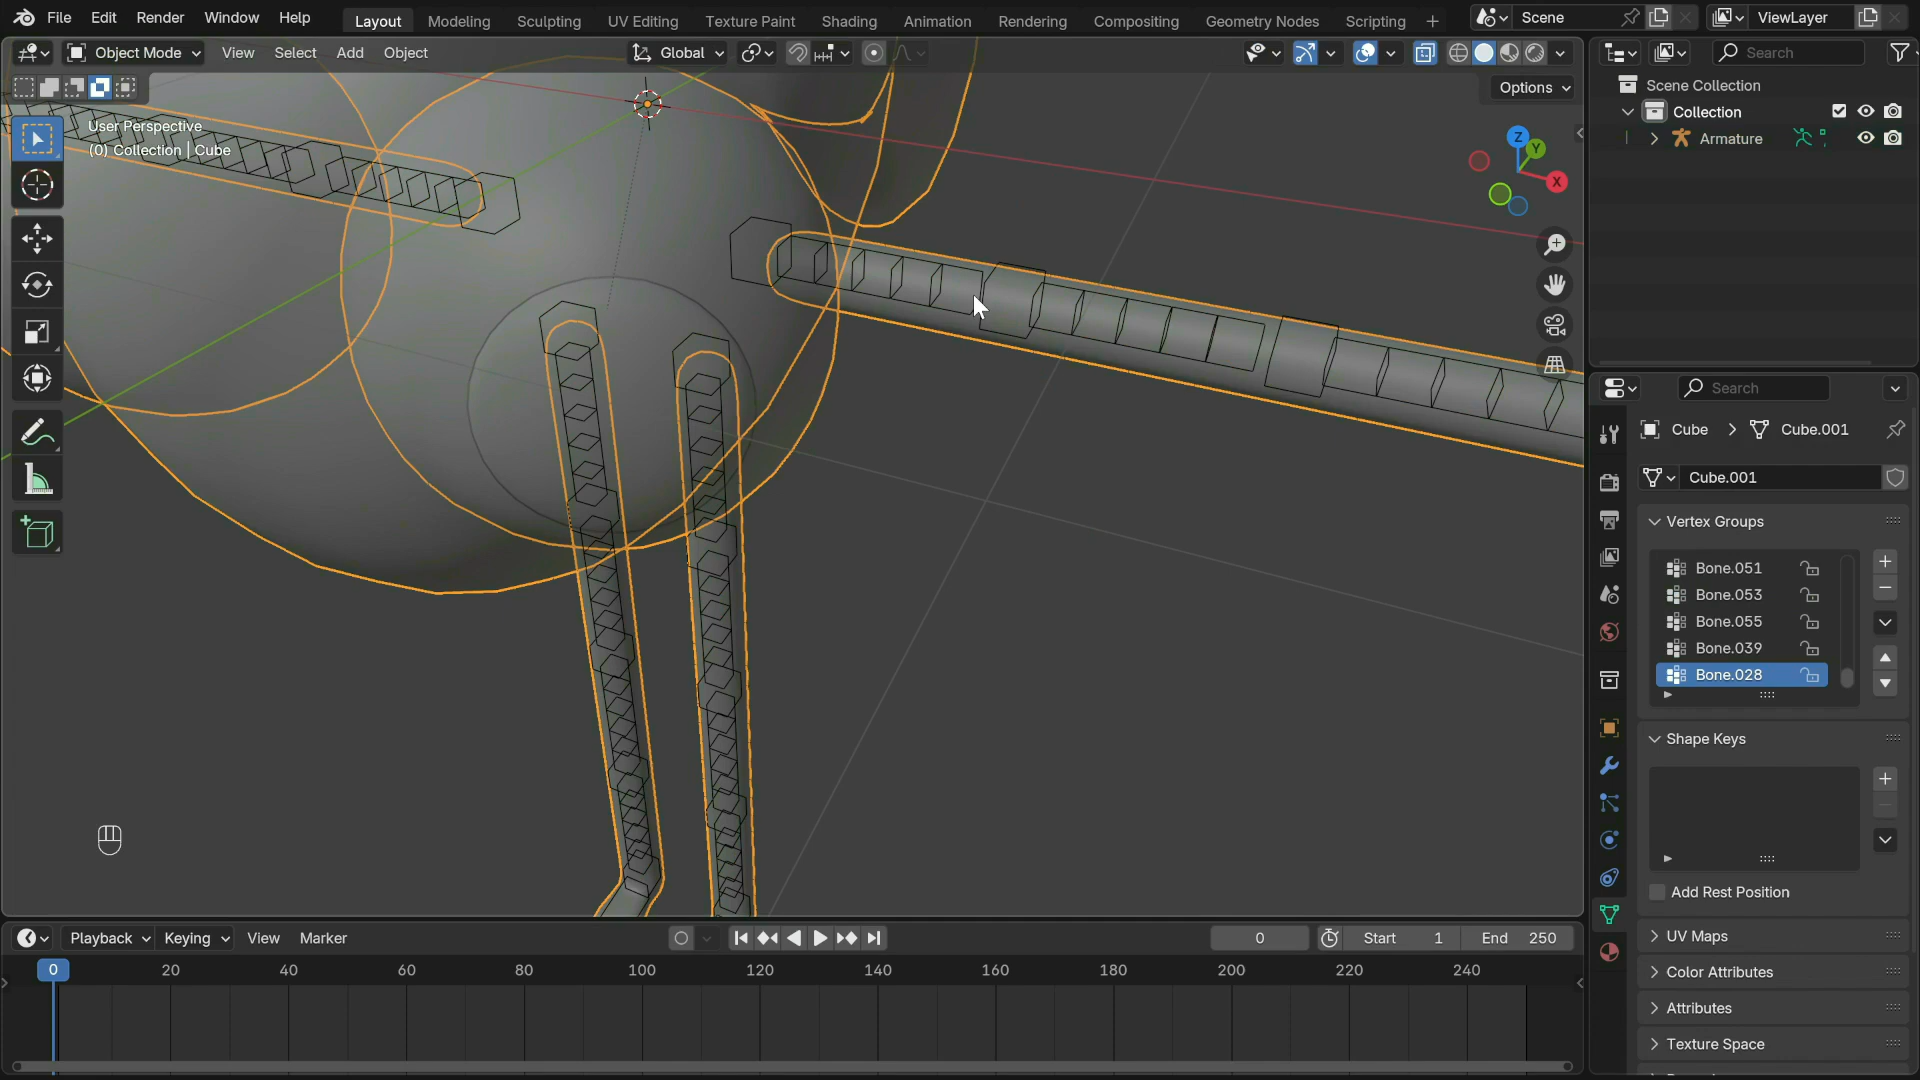 File Edit Render Window Help Layout Modeling Sculpting UV Editing Texture Paint Shading Animation Rendering Compositing Geometry Nodes Scripting + Scene ViewLayer
Object Mode View Select Add Object Global Search
Options
User Perspective
(0) Collection | Cube
Z
Y
X
Scene Collection
Collection
Armature
Search
Cube > Cube.001
Cube.001
Vertex Groups
Bone.051
Bone.053
Bone.055
Bone.039
Bone.028
Shape Keys
Add Rest Position
UV Maps
Color Attributes
Attributes
Texture Space
Playback Keying View Marker 0 Start 1 End 250
0 20 40 60 80 100 120 140 160 180 200 220 240